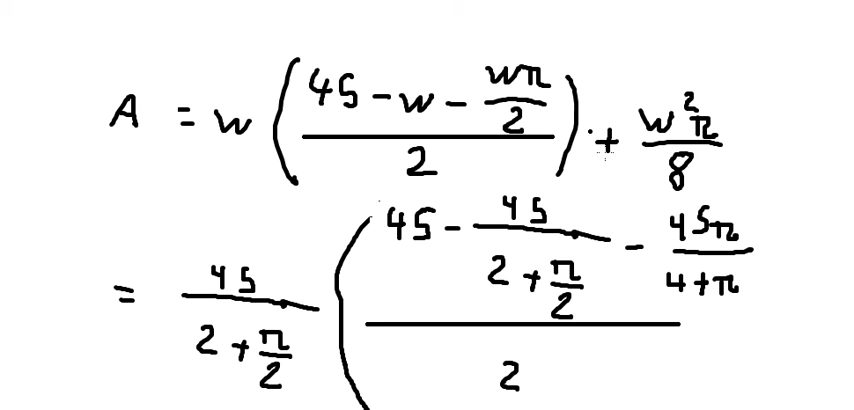 A = w ( (45 - w - wπ/2) / 2 ) + w²π/8
= 45/(2 + π/2) ( (45 - 45/(2 + π/2) - 45π/(4+π)) / 2